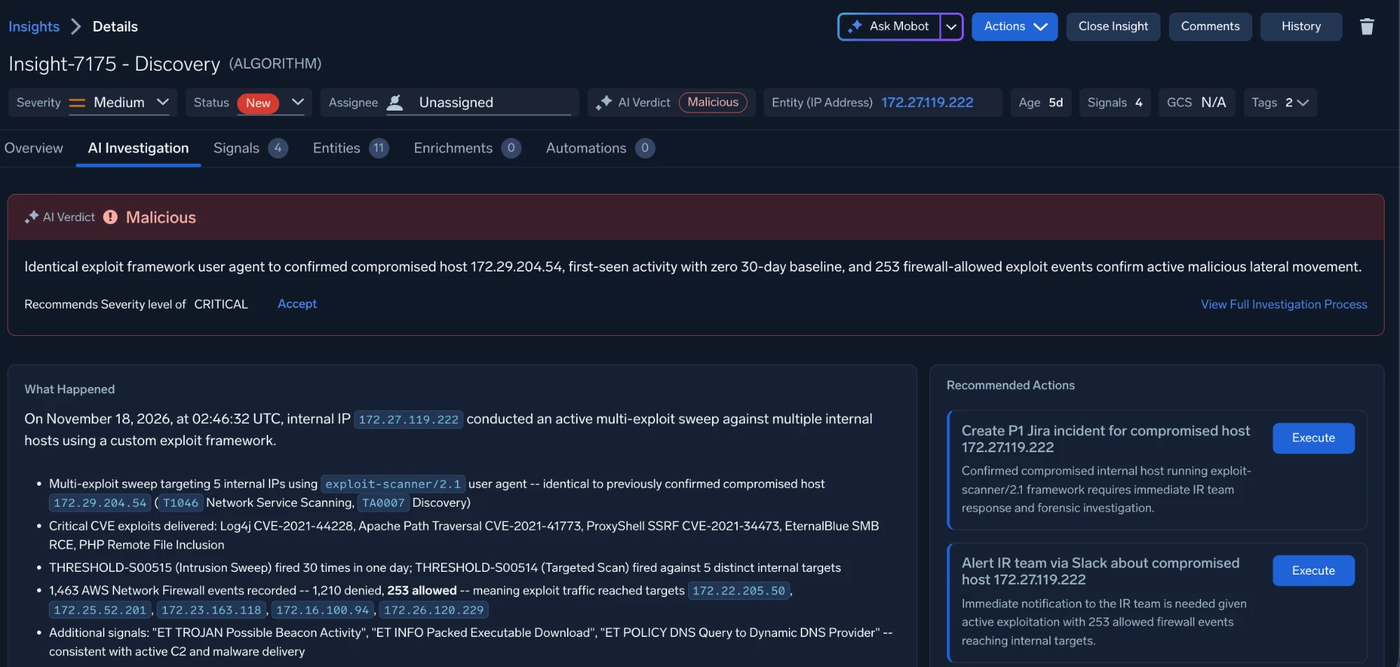 Insights > Details
Ask Mobot
Actions
Close Insight
Comments
History
Insight-7175 - Discovery (ALGORITHM)
Severity Medium
Status New
Assignee Unassigned
AI Verdict Malicious
Entity (IP Address) 172.27.119.222
Age 5d
Signals 4
GCS N/A
Tags 2
Overview
AI Investigation
Signals 4
Entities 11
Enrichments 0
Automations 0
AI Verdict Malicious
Identical exploit framework user agent to confirmed compromised host 172.29.204.54, first-seen activity with zero 30-day baseline, and 253 firewall-allowed exploit events confirm active malicious lateral movement.
Recommends Severity level of CRITICAL Accept
View Full Investigation Process
What Happened
On November 18, 2026, at 02:46:32 UTC, internal IP 172.27.119.222 conducted an active multi-exploit sweep against multiple internal
hosts using a custom exploit framework.
• Multi-exploit sweep targeting 5 internal IPs using exploit-scanner/2.1 user agent -- identical to previously confirmed compromised host
172.29.204.54 ( T1046 Network Service Scanning, TA0007 Discovery)
• Critical CVE exploits delivered: Log4j CVE-2021-44228, Apache Path Traversal CVE-2021-41773, ProxyShell SSRF CVE-2021-34473, EternalBlue SMB
RCE, PHP Remote File Inclusion
• THRESHOLD-S00515 (Intrusion Sweep) fired 30 times in one day; THRESHOLD-S00514 (Targeted Scan) fired against 5 distinct internal targets
• 1,463 AWS Network Firewall events recorded -- 1,210 denied, 253 allowed -- meaning exploit traffic reached targets 172.22.205.50 ,
172.25.52.201 , 172.23.163.118 , 172.16.100.94 , 172.26.120.229
• Additional signals: "ET TROJAN Possible Beacon Activity", "ET INFO Packed Executable Download", "ET POLICY DNS Query to Dynamic DNS Provider" --
consistent with active C2 and malware delivery
Recommended Actions
Create P1 Jira incident for compromised host
172.27.119.222
Execute
Confirmed compromised internal host running exploit-
scanner/2.1 framework requires immediate IR team
response and forensic investigation.
Alert IR team via Slack about compromised
host 172.27.119.222
Execute
Immediate notification to the IR team is needed given
active exploitation with 253 allowed firewall events
reaching internal targets.